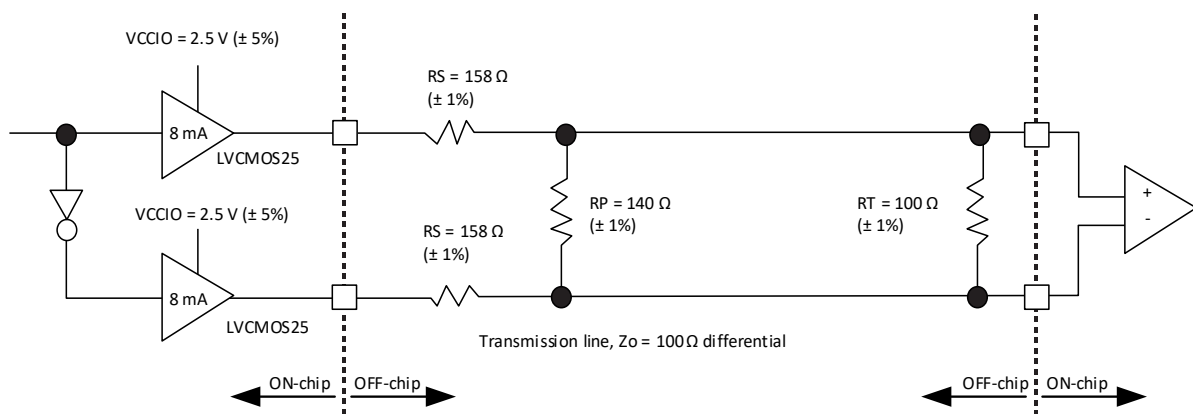 VCCIO = 2.5 V (± 5%)
RS = 158 Ω
(± 1%)
8 mA
LVCMOS25
VCCIO = 2.5 V (± 5%)
RS = 158 Ω
(± 1%)
RP = 140 Ω
(± 1%)
RT = 100 Ω
(± 1%)
+
-
8 mA
LVCMOS25
Transmission line, Zo = 100 Ω differential
ON-chip
OFF-chip
OFF-chip
ON-chip